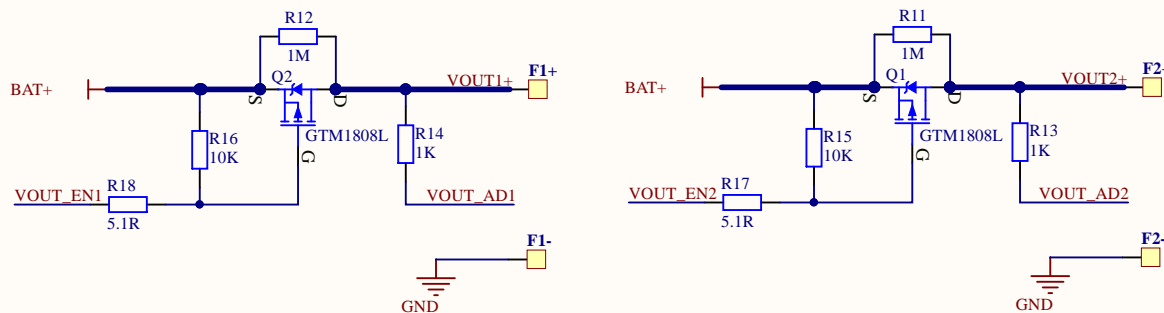 R12
1M
Q2
BAT+
S
D
VOUT1+
F1+
GTM1808L
R16
10K
G
R14
1K
VOUT_EN1
R18
5.1R
VOUT_AD1
F1-
GND
R11
1M
Q1
BAT+
S
D
VOUT2+
GTM1808L
R15
10K
G
R13
1K
VOUT_EN2
R17
5.1R
VOUT_AD2
F2-
GND